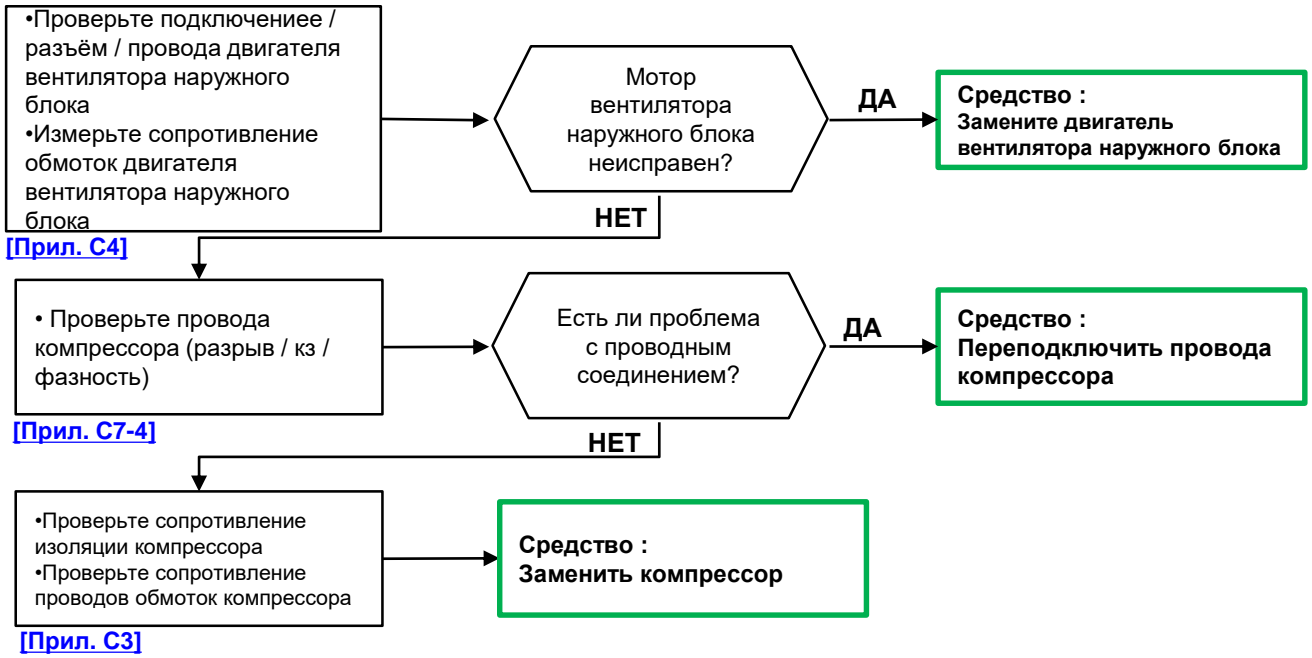 •Проверьте подключениее /
разъём / провода двигателя
вентилятора наружного
блока
•Измерьте сопротивление
обмоток двигателя
вентилятора наружного
блока
[Прил. С4]
Мотор
вентилятора
наружного блока
неисправен?
ДА
Средство :
Замените двигатель
вентилятора наружного блока
НЕТ
• Проверьте провода
компрессора (разрыв / кз /
фазность)
[Прил. С7-4]
Есть ли проблема
с проводным
соединением?
ДА
Средство :
Переподключить провода
компрессора
НЕТ
•Проверьте сопротивление
изоляции компрессора
•Проверьте сопротивление
проводов обмоток компрессора
[Прил. С3]
Средство :
Заменить компрессор